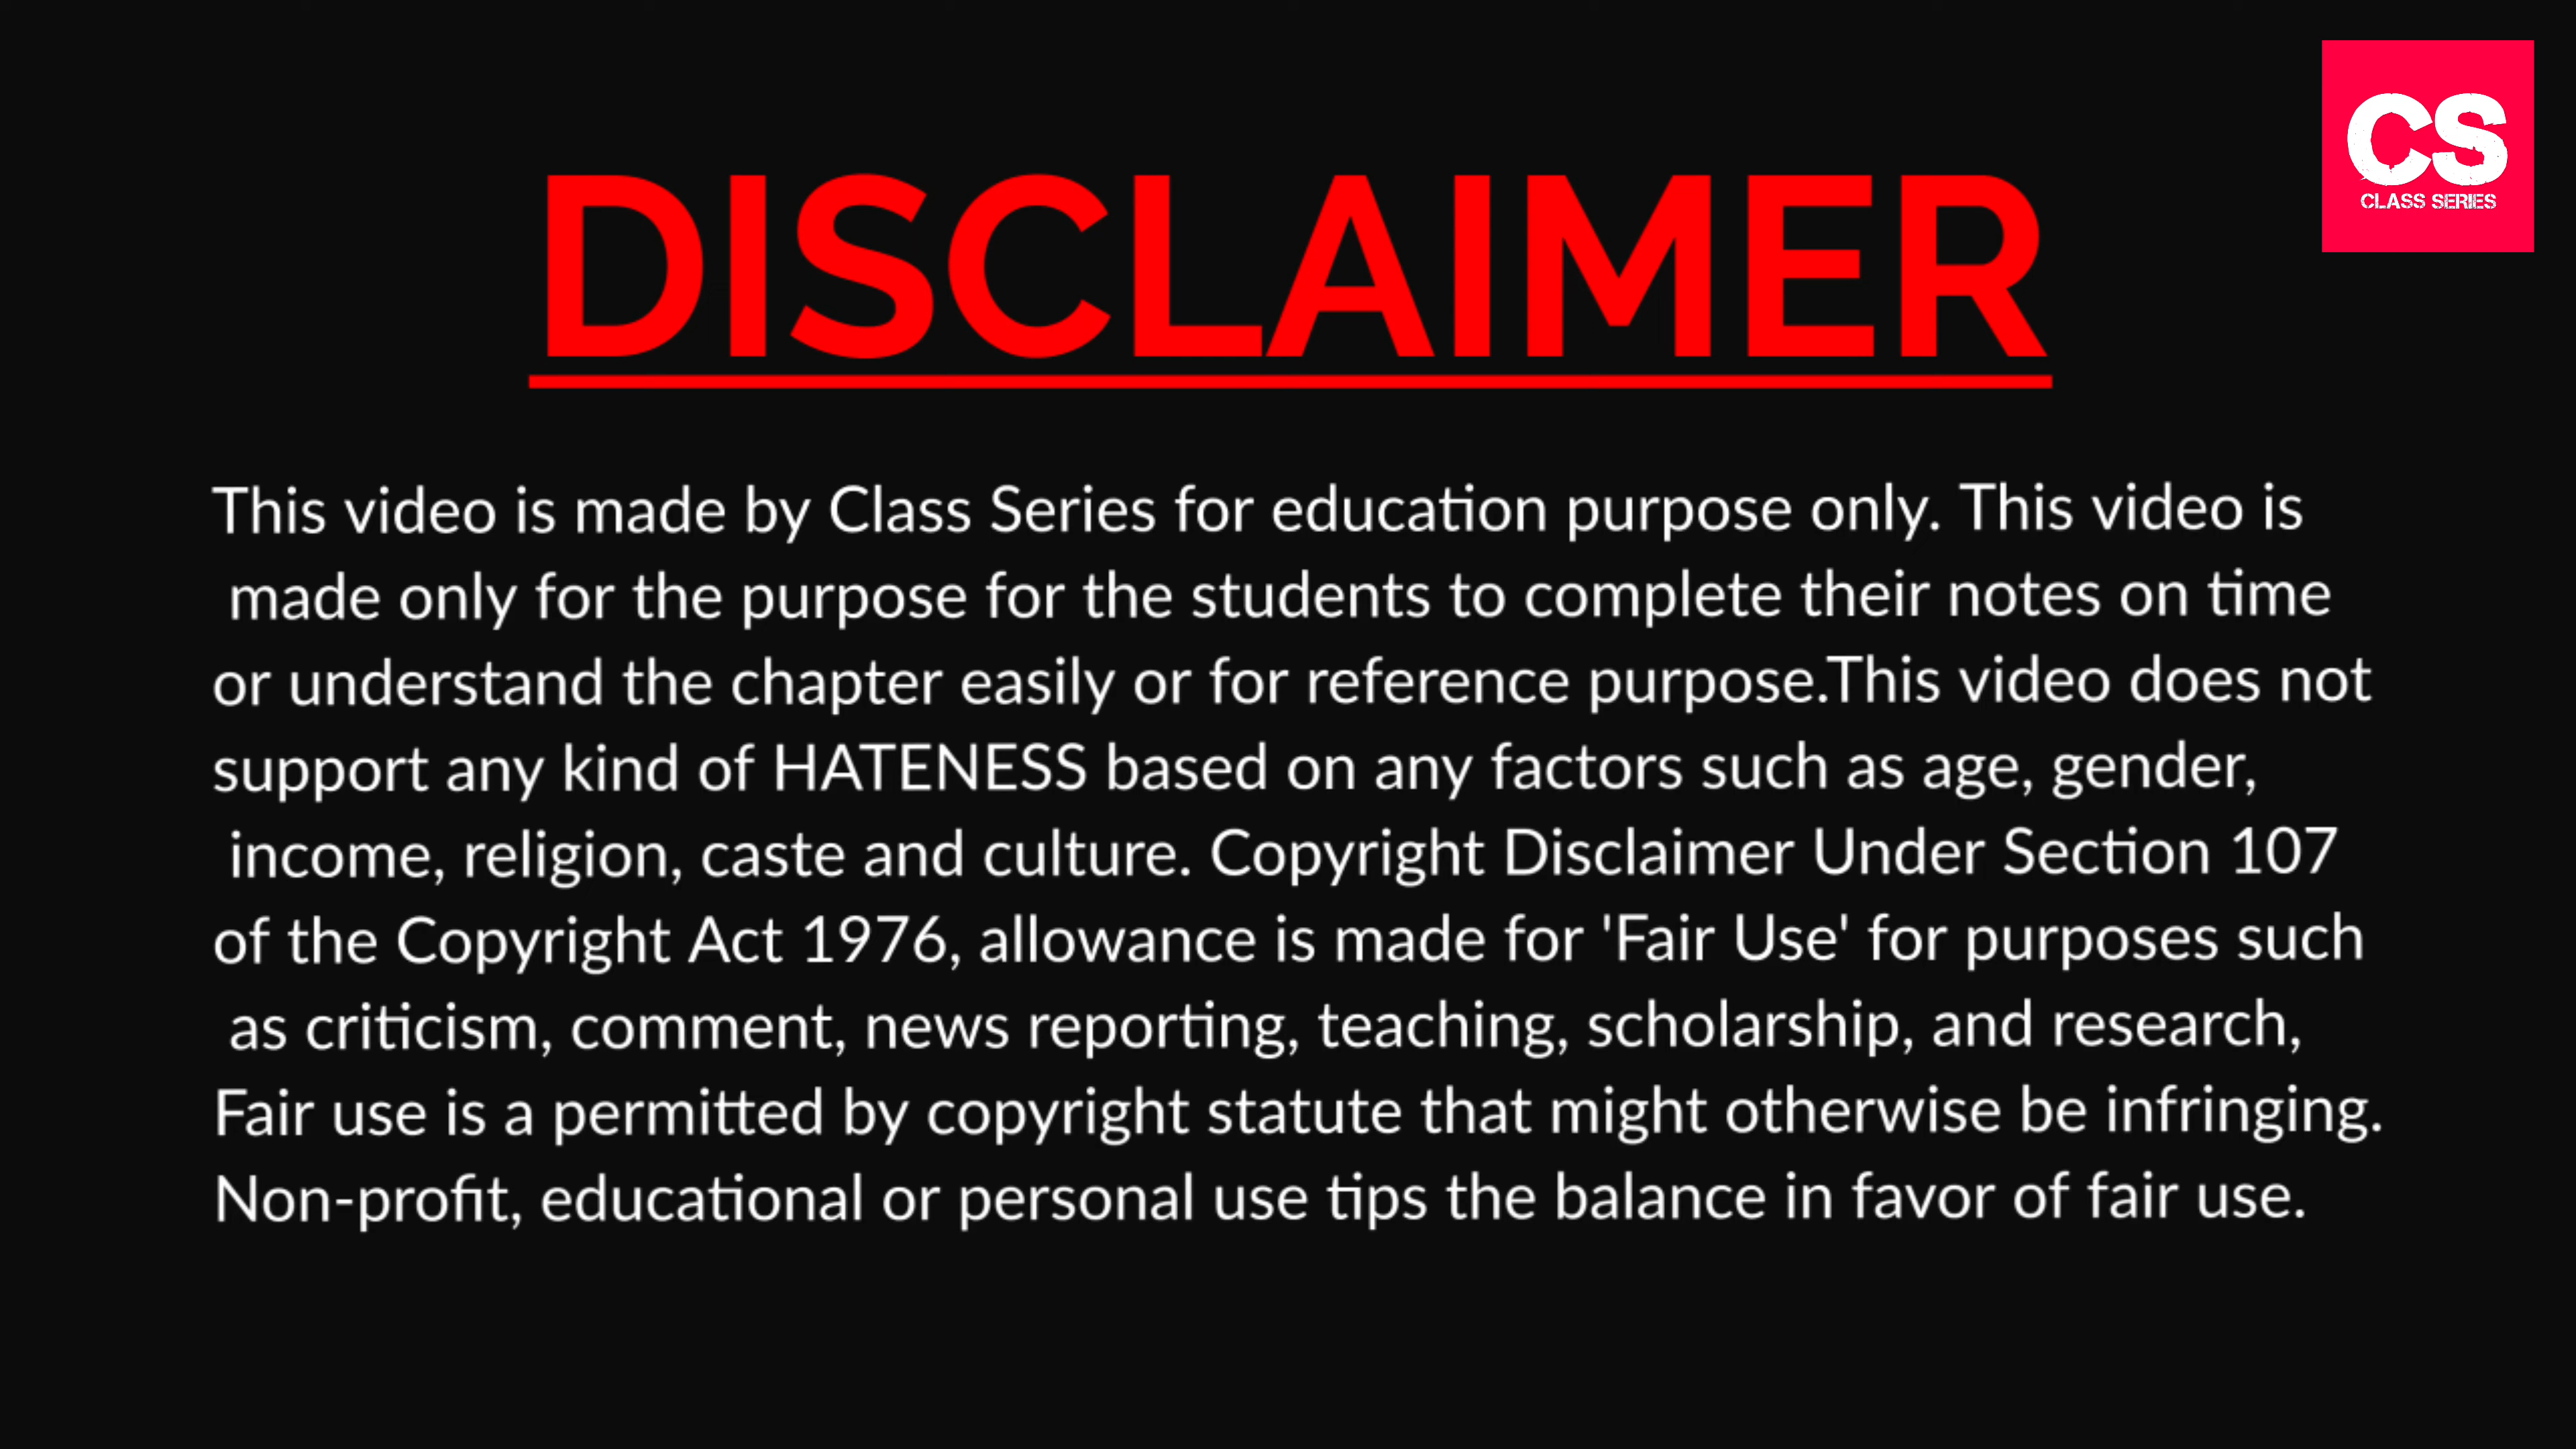 CS
CLASS SERIES
DISCLAIMER
This video is made by Class Series for education purpose only. This video is
made only for the purpose for the students to complete their notes on time
or understand the chapter easily or for reference purpose.This video does not
support any kind of HATENESS based on any factors such as age, gender,
income, religion, caste and culture. Copyright Disclaimer Under Section 107
of the Copyright Act 1976, allowance is made for 'Fair Use' for purposes such
as criticism, comment, news reporting, teaching, scholarship, and research,
Fair use is a permitted by copyright statute that might otherwise be infringing.
Non-profit, educational or personal use tips the balance in favor of fair use.